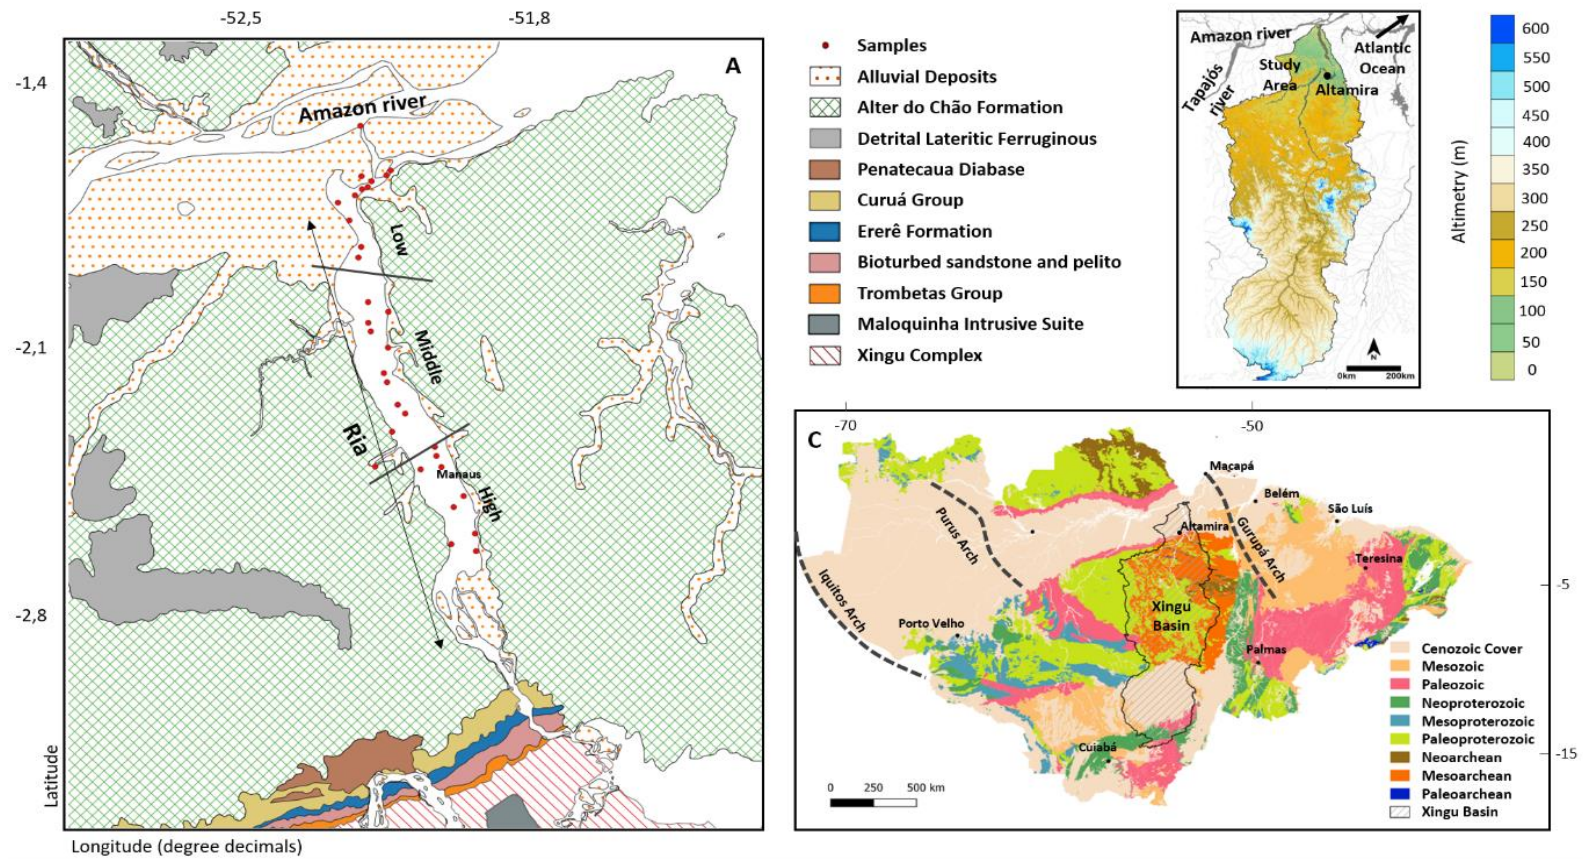 -52,5
-51,8
-1,4
-2,1
-2,8
Latitude
Longitude (degree decimals)
A
Amazon river
Low
Middle
Ria
Manaus
High
Samples
Alluvial Deposits
Alter do Chão Formation
Detrital Lateritic Ferruginous
Penatecaua Diabase
Curuá Group
Ererê Formation
Bioturbed sandstone and pelito
Trombetas Group
Maloquinha Intrusive Suite
Xingu Complex
Amazon river
Atlantic
Ocean
Study
Area
Altamira
Tapajós
river
N
0km
200km
Altimetry (m)
600
550
500
450
400
350
300
250
200
150
100
50
0
-70
-50
C
Macapá
Belém
São Luís
Altamira
Teresina
Purus Arch
Gurupá Arch
Iquitos Arch
Xingu
Basin
Porto Velho
Palmas
Cuiabá
-5
-15
0
250
500 km
Cenozoic Cover
Mesozoic
Paleozoic
Neoproterozoic
Mesoproterozoic
Paleoproterozoic
Neoarchean
Mesoarchean
Paleoarchean
Xingu Basin